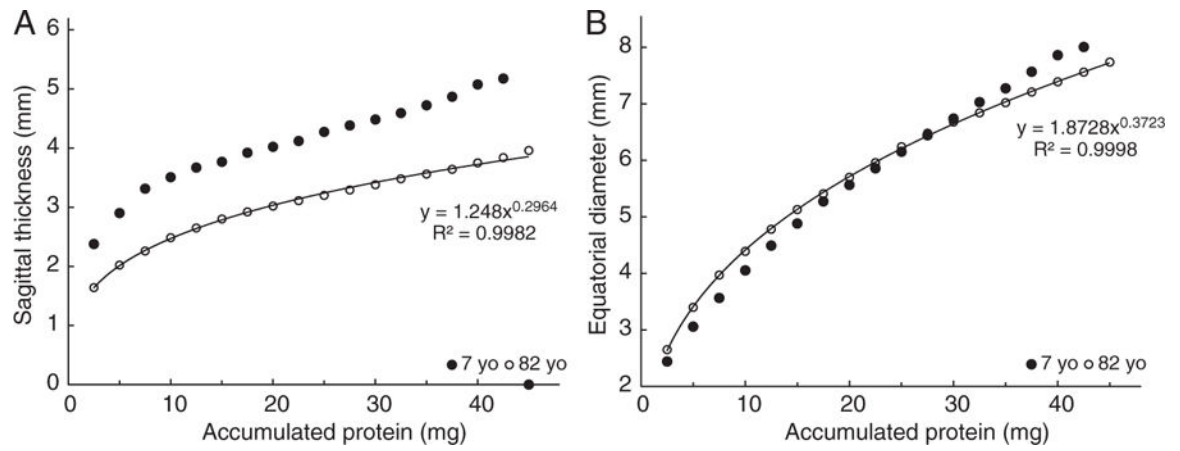 A
Sagittal thickness (mm)
6
5
4
3
2
1
0
y = 1.248x^0.2964
R² = 0.9982
7 yo 82 yo
0 10 20 30 40
Accumulated protein (mg)
B
Equatorial diameter (mm)
8
7
6
5
4
3
2
y = 1.8728x^0.3723
R² = 0.9998
7 yo 82 yo
0 10 20 30 40
Accumulated protein (mg)